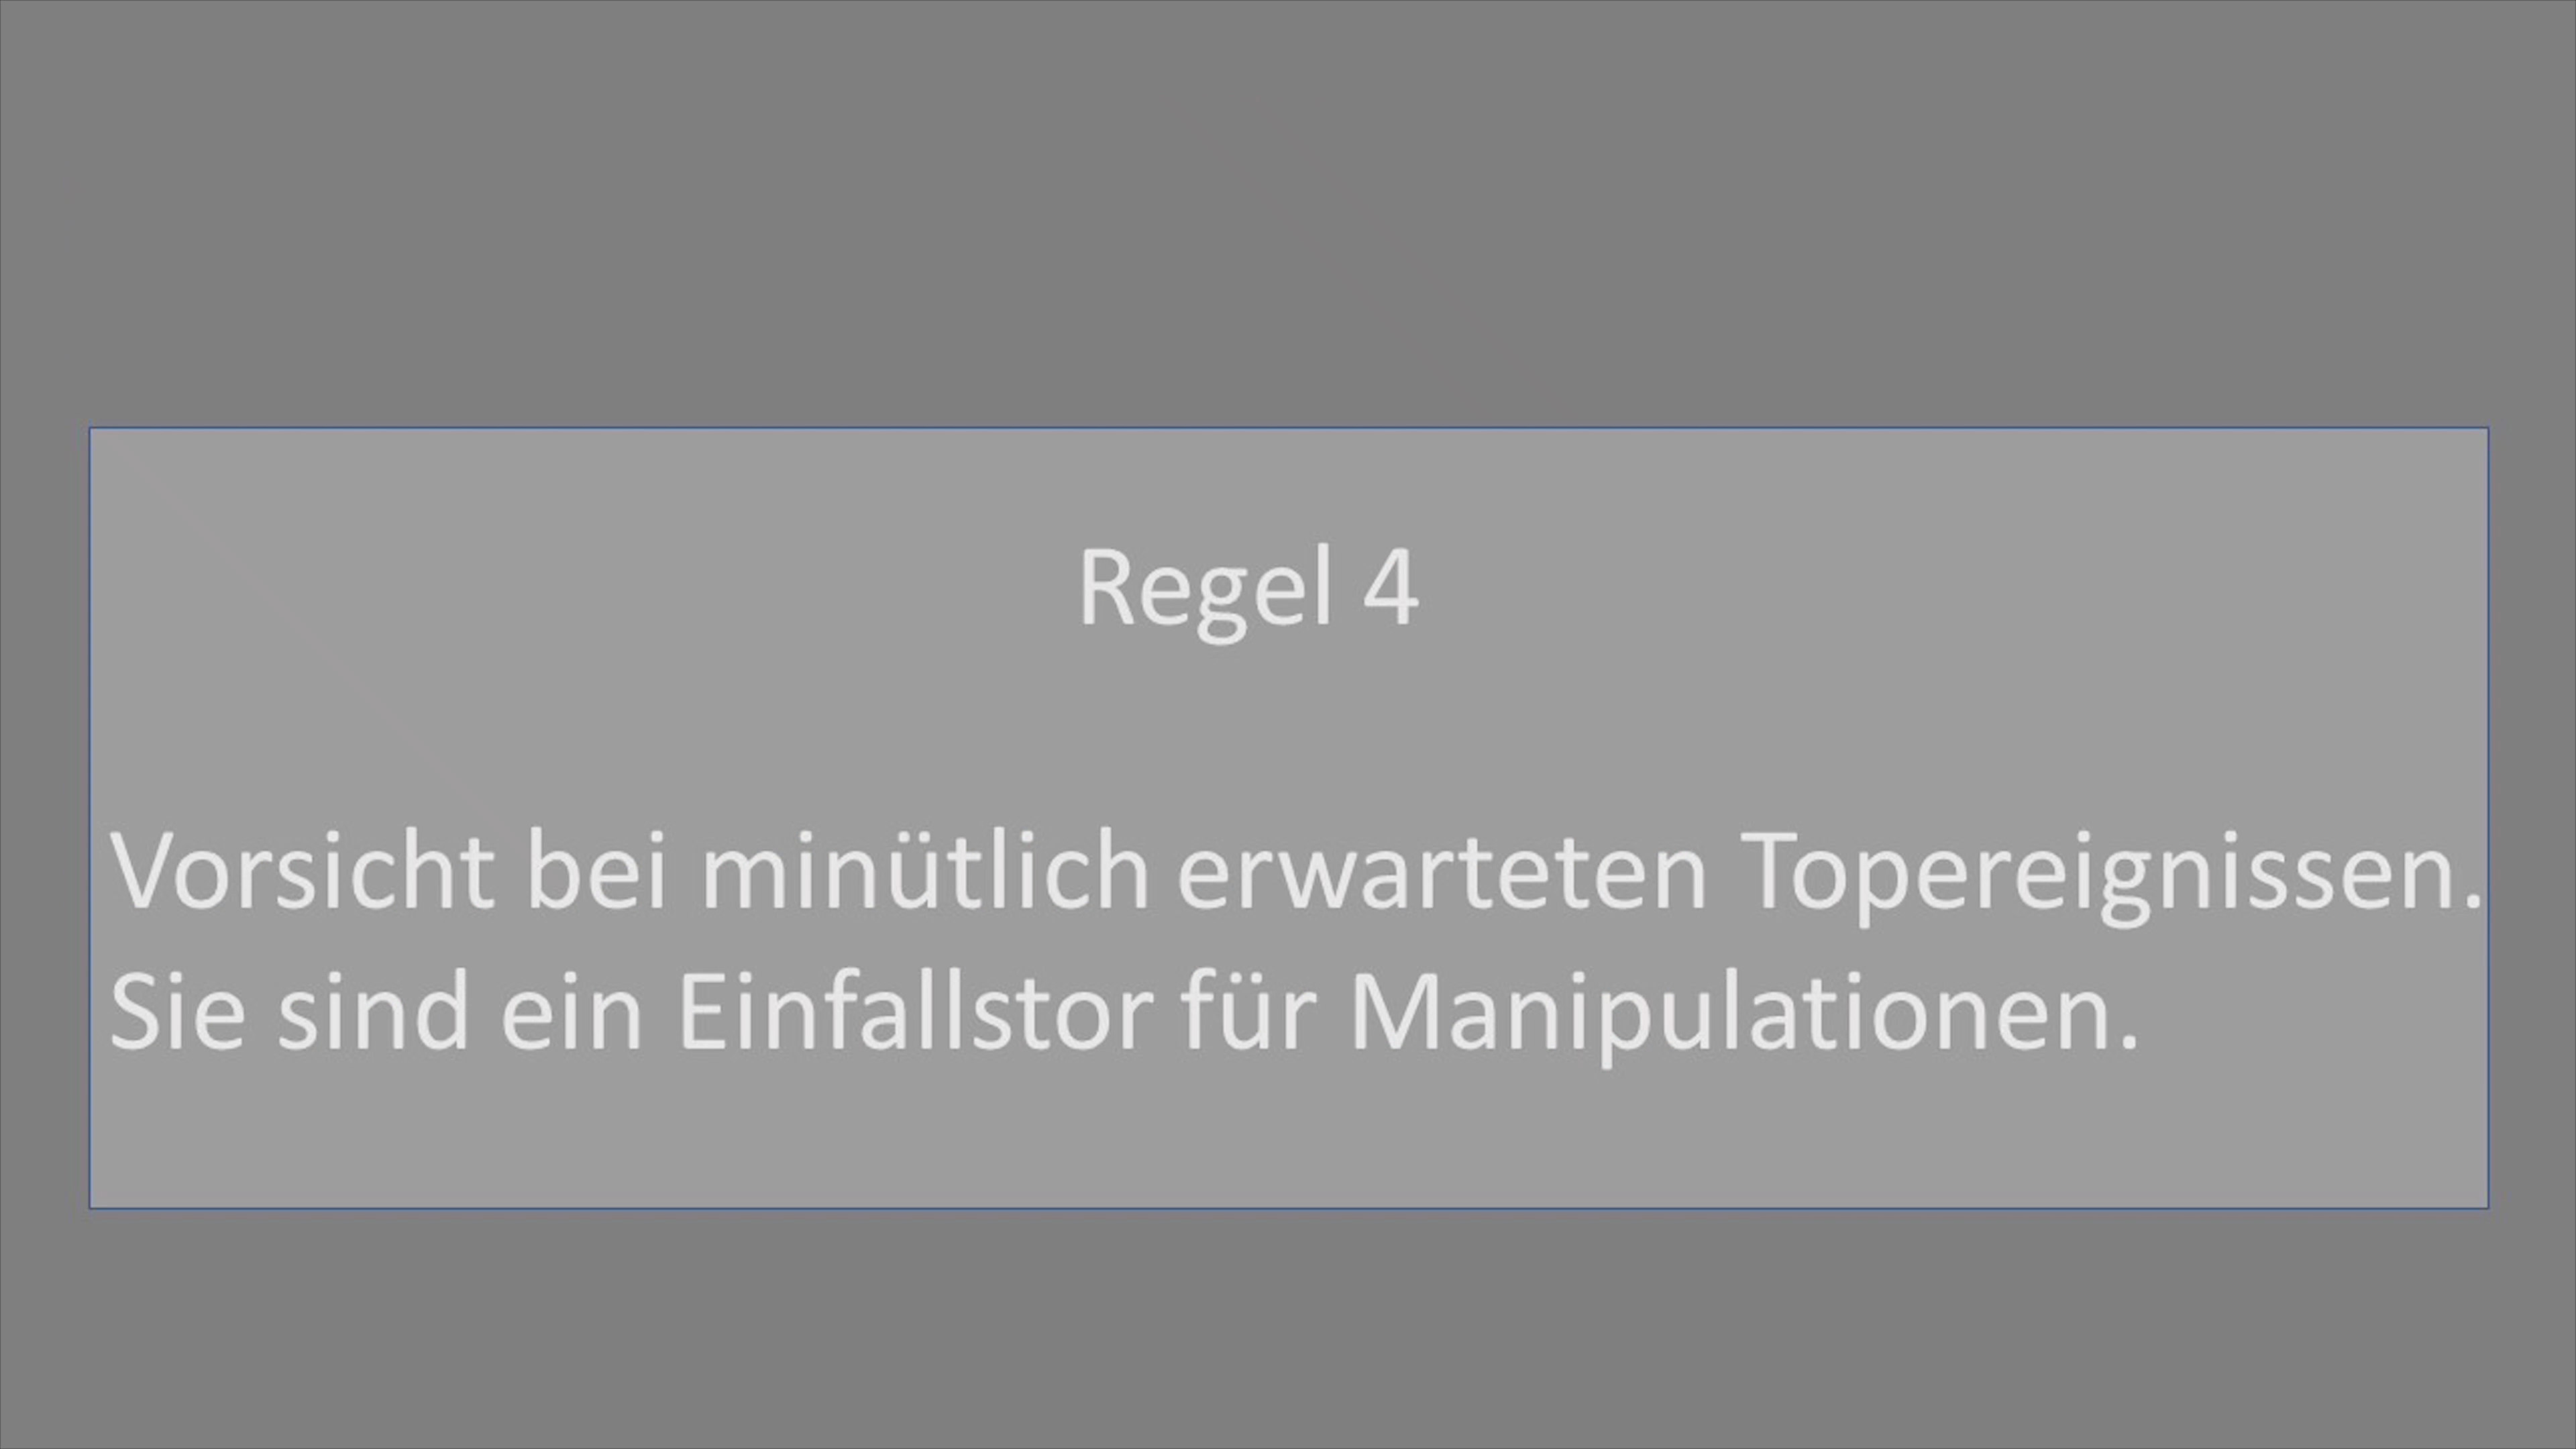 Regel 4
Vorsicht bei minütlich erwarteten Topereignissen.
Sie sind ein Einfallstor für Manipulationen.